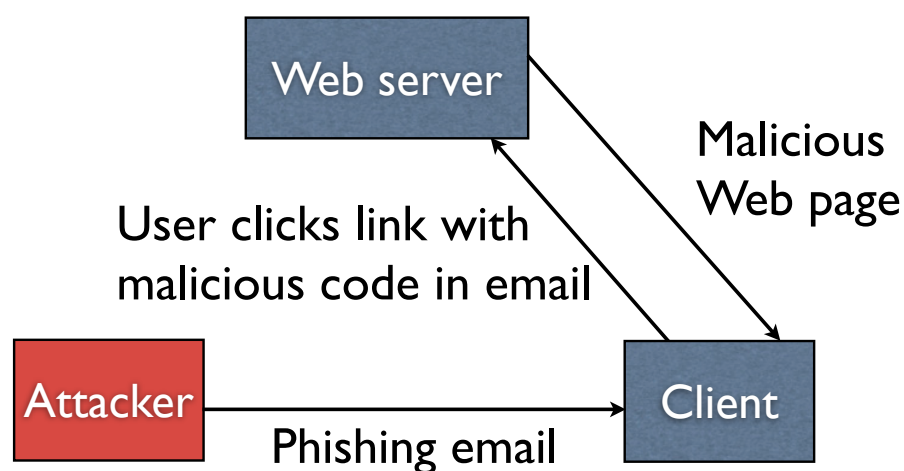 Web server
Malicious
Web page
User clicks link with
malicious code in email
Attacker
Client
Phishing email